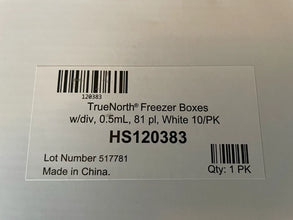 120383
TrueNorth® Freezer Boxes
w/div, 0.5mL, 81 pl, White 10/PK
HS120383
Lot Number 517781
Made in China.
Qty: 1 PK